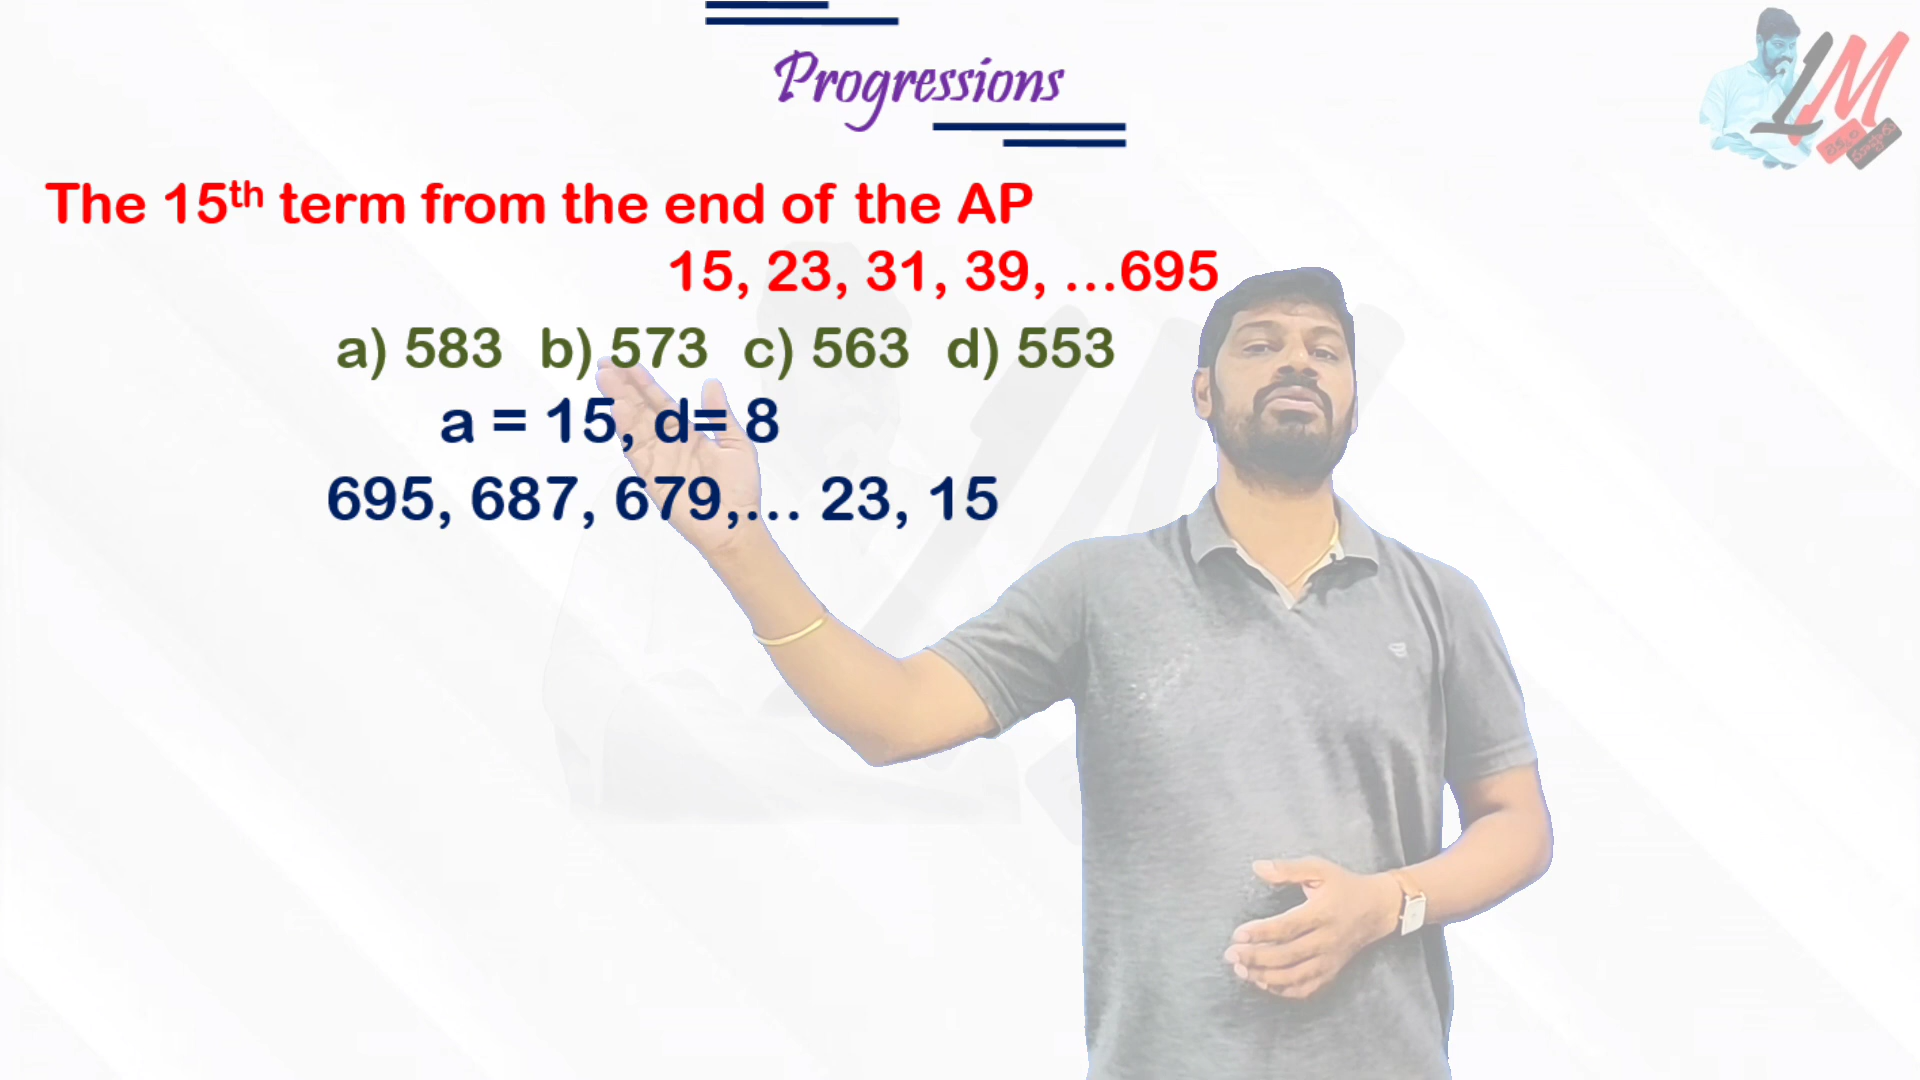 Progressions
LM
The 15th term from the end of the AP
15, 23, 31, 39, ...695
a) 583 b) 573 c) 563 d) 553
a = 15, d= 8
695, 687, 679,... 23, 15